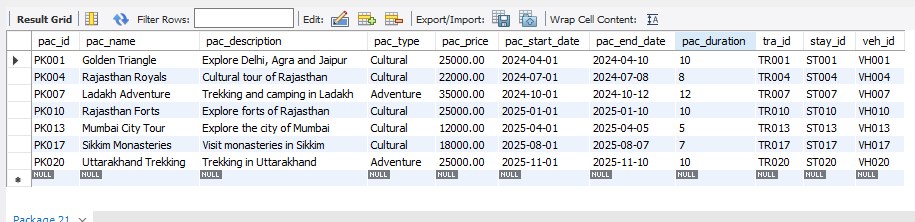 Result Grid Filter Rows: Edit: Export/Import: Wrap Cell Content: IA
pac_id pac_name pac_description pac_type pac_price pac_start_date pac_end_date pac_duration tra_id stay_id veh_id
PK001 Golden Triangle Explore Delhi, Agra and Jaipur Cultural 25000.00 2024-04-01 2024-04-10 10 TR001 ST001 VH001
PK004 Rajasthan Royals Cultural tour of Rajasthan Cultural 22000.00 2024-07-01 2024-07-08 8 TR004 ST004 VH004
PK007 Ladakh Adventure Trekking and camping in Ladakh Adventure 35000.00 2024-10-01 2024-10-12 12 TR007 ST007 VH007
PK010 Rajasthan Forts Explore forts of Rajasthan Cultural 25000.00 2025-01-01 2025-01-10 10 TR010 ST010 VH010
PK013 Mumbai City Tour Explore the city of Mumbai Cultural 12000.00 2025-04-01 2025-04-05 5 TR013 ST013 VH013
PK017 Sikkim Monasteries Visit monasteries in Sikkim Cultural 18000.00 2025-08-01 2025-08-07 7 TR017 ST017 VH017
PK020 Uttarakhand Trekking Trekking in Uttarakhand Adventure 25000.00 2025-11-01 2025-11-10 10 TR020 ST020 VH020
NULL NULL NULL NULL NULL NULL NULL NULL NULL NULL NULL
Package 21